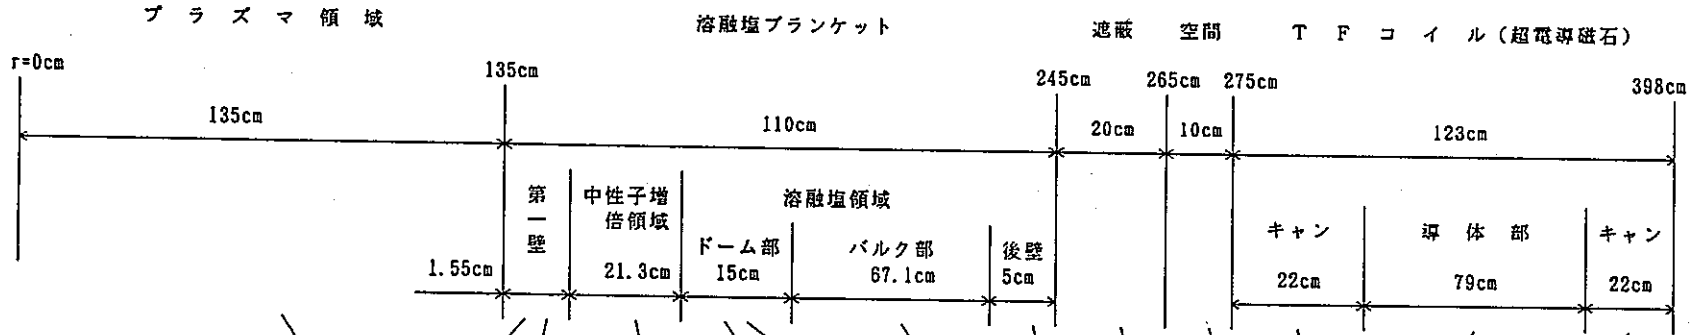 プ ラ ズ マ 領 域
溶融塩ブランケット
遮蔽 空間 T F コ イ ル (超電導磁石)
r=0cm
135cm
245cm 265cm 275cm
398cm
135cm
110cm
20cm 10cm
123cm
第一壁
中性子増
倍領域
溶融塩領域
ドーム部
15cm
バルク部
67.1cm
後壁
5cm
キャン
22cm
導 体 部
79cm
キャン
22cm
1.55cm
21.3cm